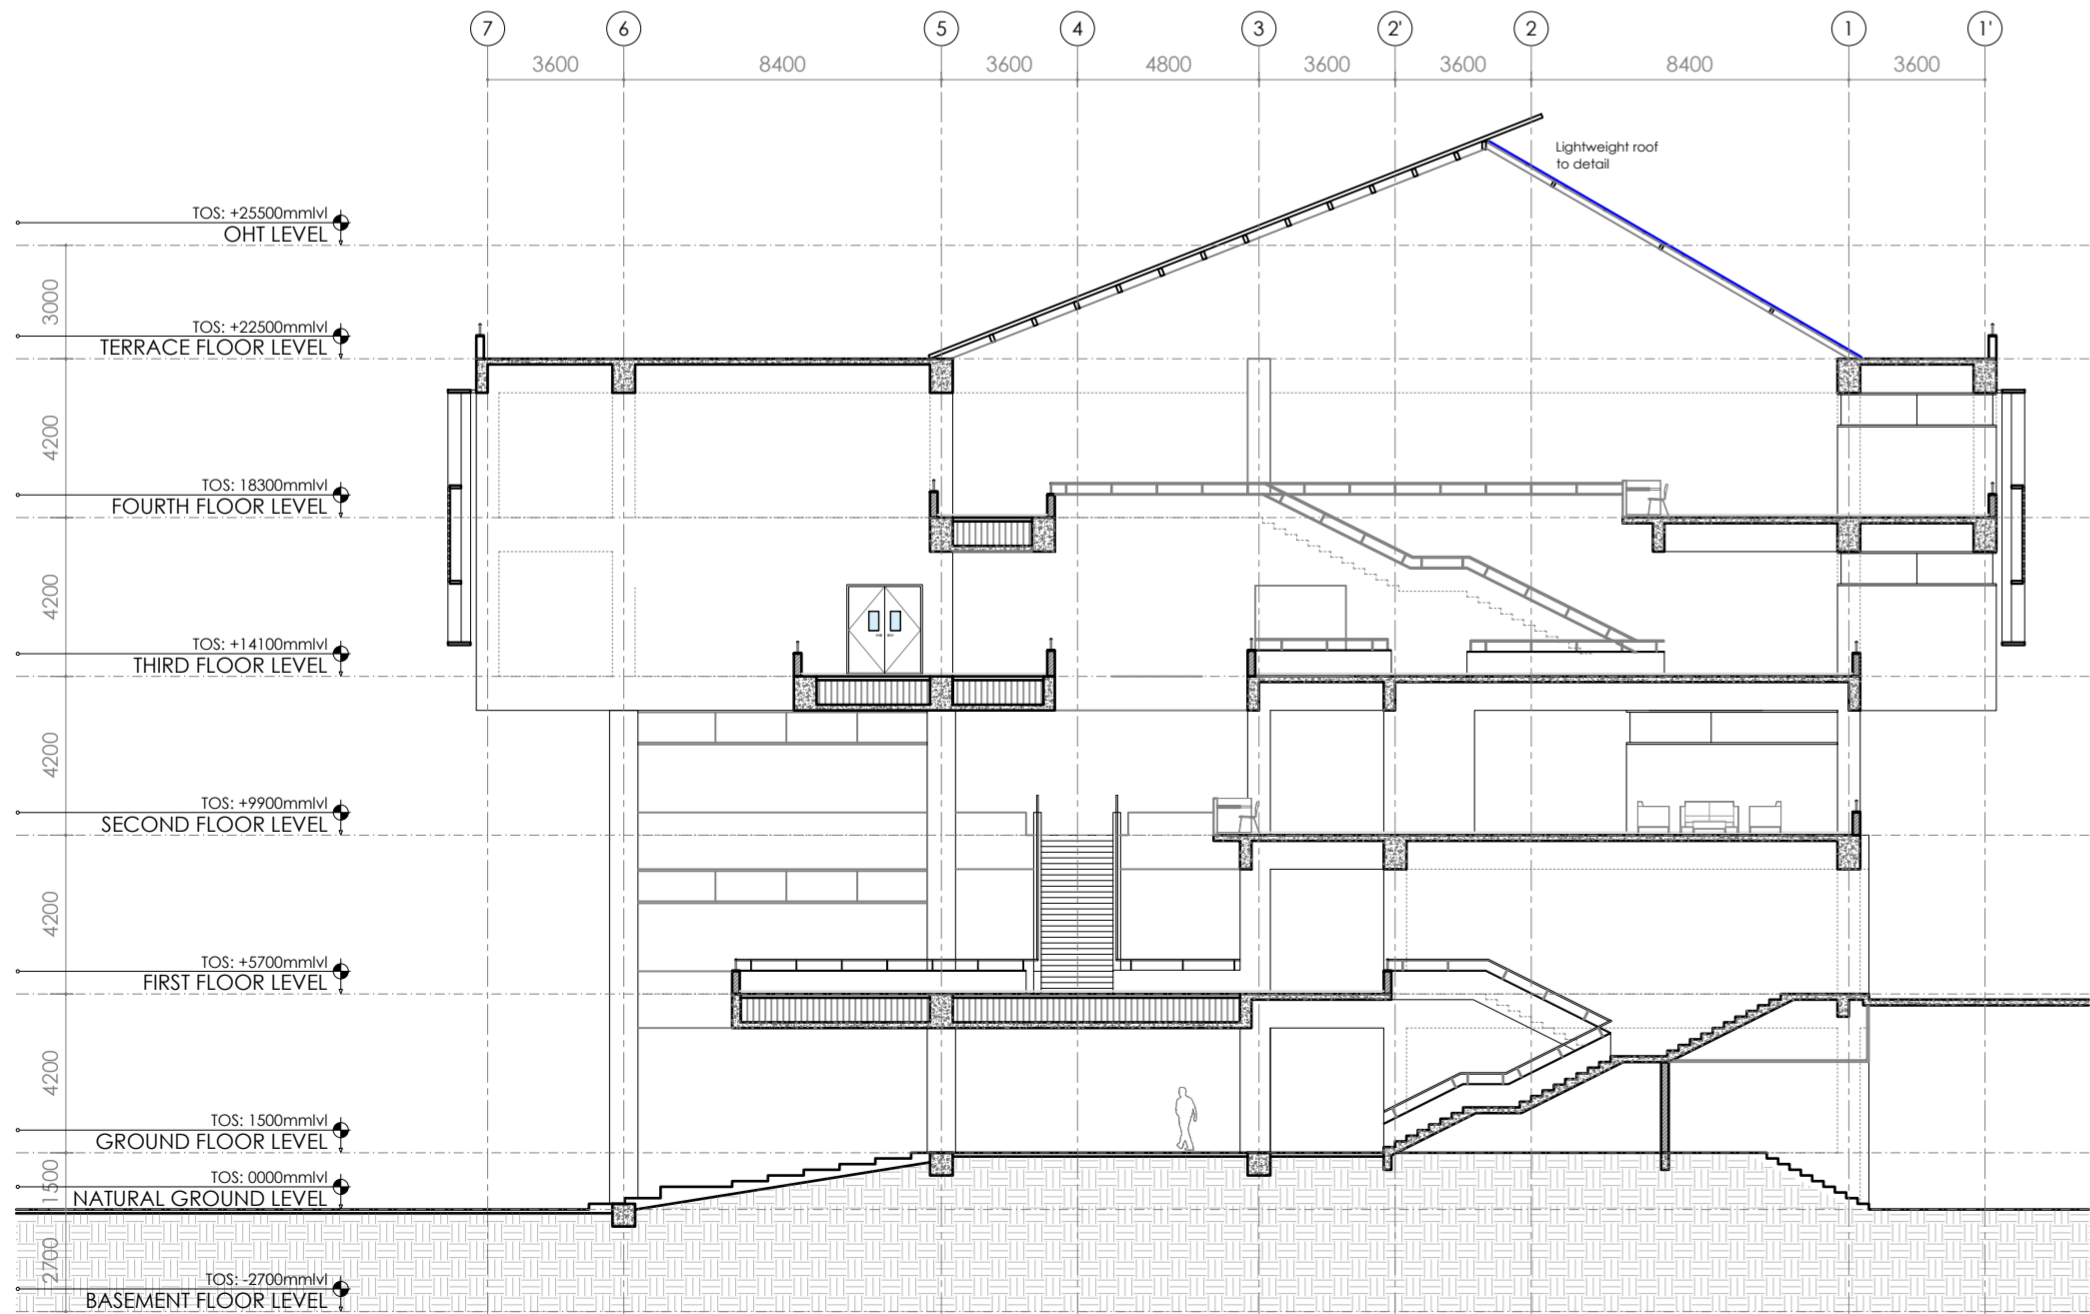 7 6 5 4 3 2' 2 1 1'
3600 8400 3600 4800 3600 3600 8400 3600
Lightweight roof
to detail
TOS: +25500mmlvl
OHT LEVEL
3000
TOS: +22500mmlvl
TERRACE FLOOR LEVEL
4200
TOS: 18300mmlvl
FOURTH FLOOR LEVEL
4200
TOS: +14100mmlvl
THIRD FLOOR LEVEL
4200
TOS: +9900mmlvl
SECOND FLOOR LEVEL
4200
TOS: +5700mmlvl
FIRST FLOOR LEVEL
4200
TOS: 1500mmlvl
GROUND FLOOR LEVEL
1500
TOS: 0000mmlvl
NATURAL GROUND LEVEL
2700
TOS: -2700mmlvl
BASEMENT FLOOR LEVEL